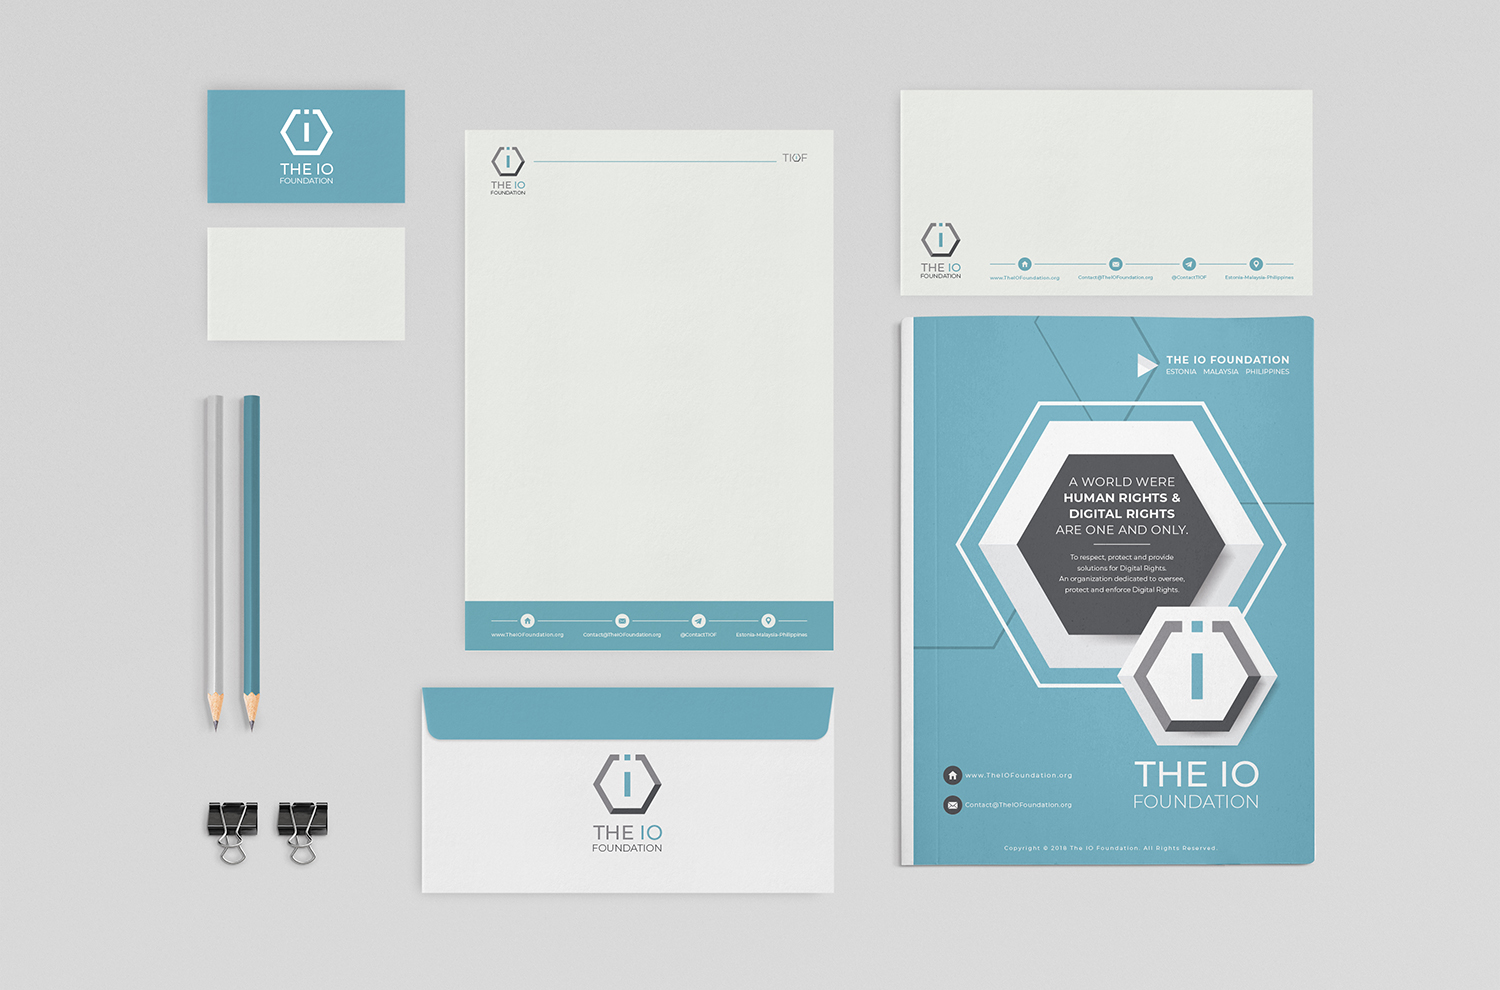 THE IO
FOUNDATION
TIOF
THE IO
FOUNDATION
www.TheIOFoundation.org
Contact@TheIOFoundation.org
@ContactTIOF
Estonia-Malaysia-Philippines
THE IO
FOUNDATION
THE IO
FOUNDATION
www.TheIOFoundation.org
Contact@TheIOFoundation.org
@ContactTIOF
Estonia-Malaysia-Philippines
THE IO FOUNDATION
ESTONIA MALAYSIA PHILIPPINES
A WORLD WERE
HUMAN RIGHTS &
DIGITAL RIGHTS
ARE ONE AND ONLY.
To respect, protect and provide
solutions for Digital Rights.
An organization dedicated to oversee,
protect and enforce Digital Rights.
THE IO
FOUNDATION
www.TheIOFoundation.org
Contact@TheIOFoundation.org
Copyright © 2018 The IO Foundation. All Rights Reserved.